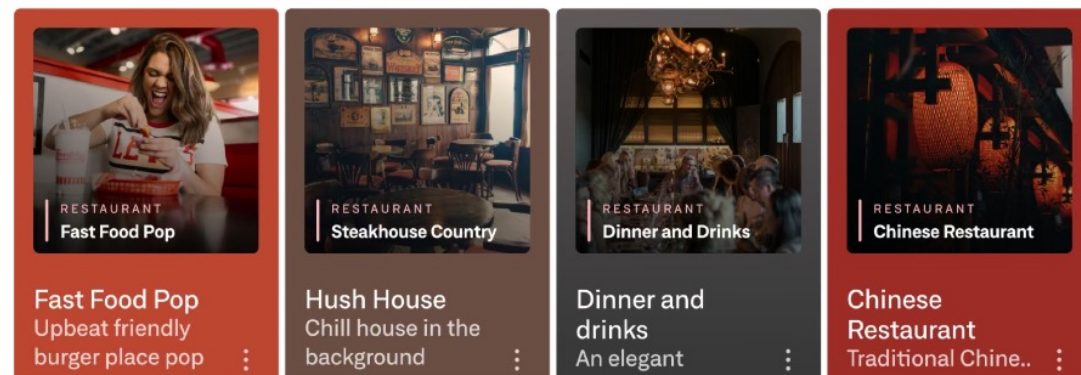 RESTAURANT
Fast Food Pop
Fast Food Pop
Upbeat friendly
burger place pop
RESTAURANT
Steakhouse Country
Hush House
Chill house in the
background
RESTAURANT
Dinner and Drinks
Dinner and
drinks
An elegant
RESTAURANT
Chinese Restaurant
Chinese
Restaurant
Traditional Chine..